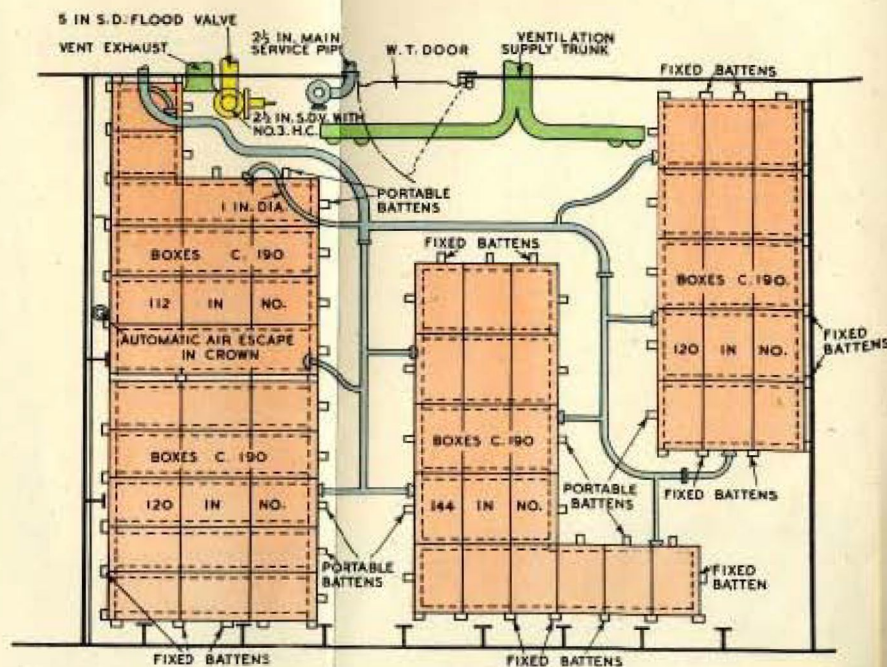 5 IN S.D. FLOOD VALVE
VENT EXHAUST
2½ IN. MAIN
SERVICE PIPE
W.T. DOOR
VENTILATION
SUPPLY TRUNK
FIXED BATTENS
2½ IN. S.D.V. WITH
NO.3. H.C.
PORTABLE
BATTENS
1 IN. DIA.
FIXED BATTENS
BOXES C. 190
112 IN NO.
AUTOMATIC AIR ESCAPE
IN CROWN
BOXES C. 190
120 IN NO.
BOXES C. 190
144 IN NO.
BOXES C. 190.
120 IN NO.
FIXED
BATTENS
PORTABLE
BATTENS
FIXED BATTENS
PORTABLE
BATTENS
FIXED
BATTEN
FIXED BATTENS
FIXED BATTENS